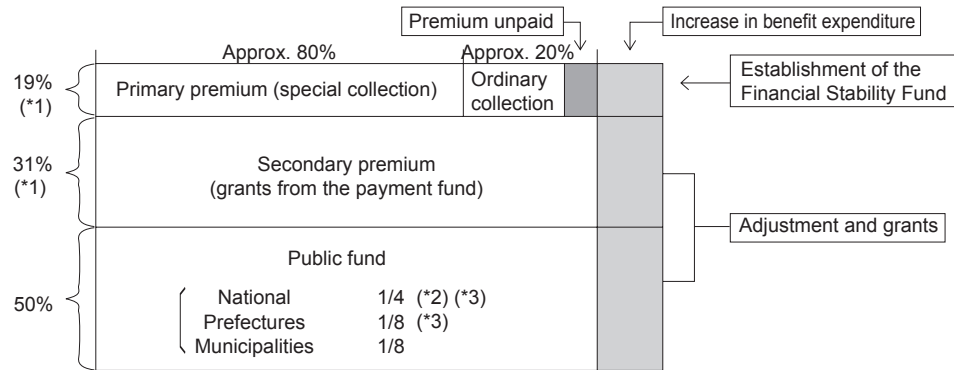 Premium unpaid
Increase in benefit expenditure
Approx. 80%
Approx. 20%
19%
(*1)
Primary premium (special collection)
Ordinary
collection
Establishment of the
Financial Stability Fund
31%
(*1)
Secondary premium
(grants from the payment fund)
Adjustment and grants
50%
Public fund
National 1/4 (*2) (*3)
Prefectures 1/8 (*3)
Municipalities 1/8